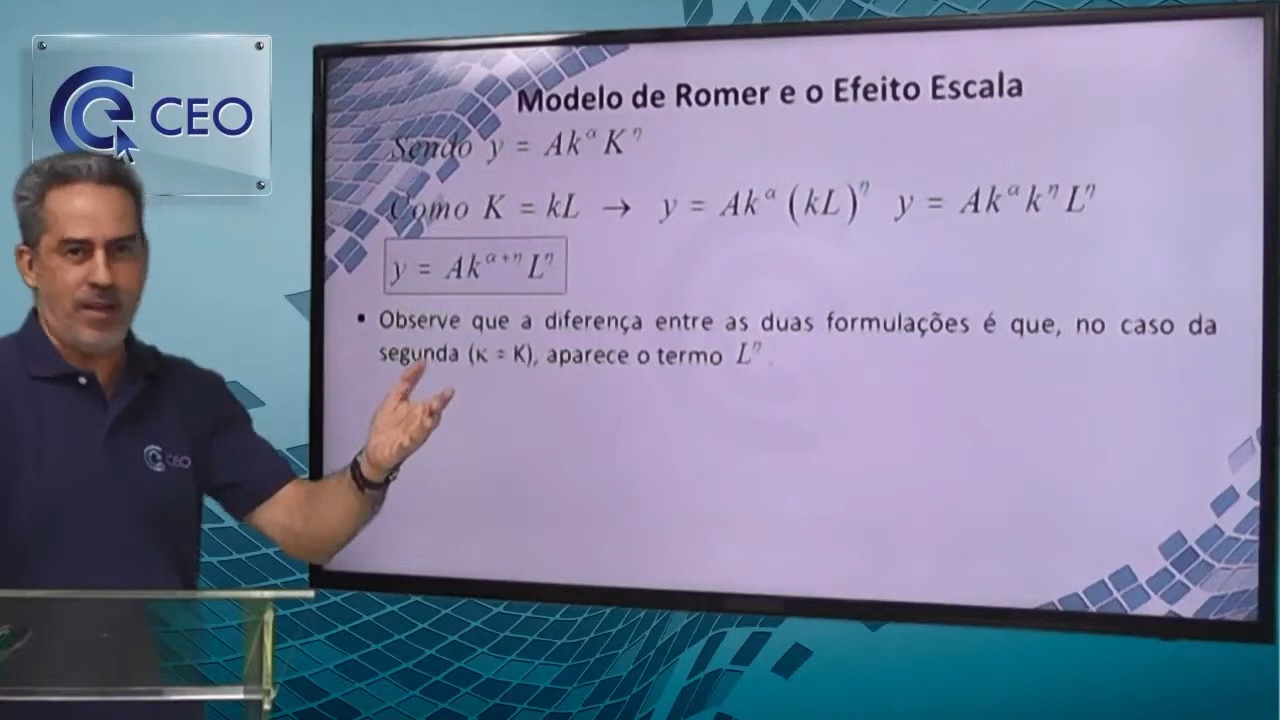 CEO
Modelo de Romer e o Efeito Escala
Sendo y = Ak^α K^η
Como K = kL → y = Ak^α (kL)^η y = Ak^α k^η L^η
y = Ak^(α+η) L^η
• Observe que a diferença entre as duas formulações é que, no caso da
segunda (κ = K), aparece o termo L^η .
CEO